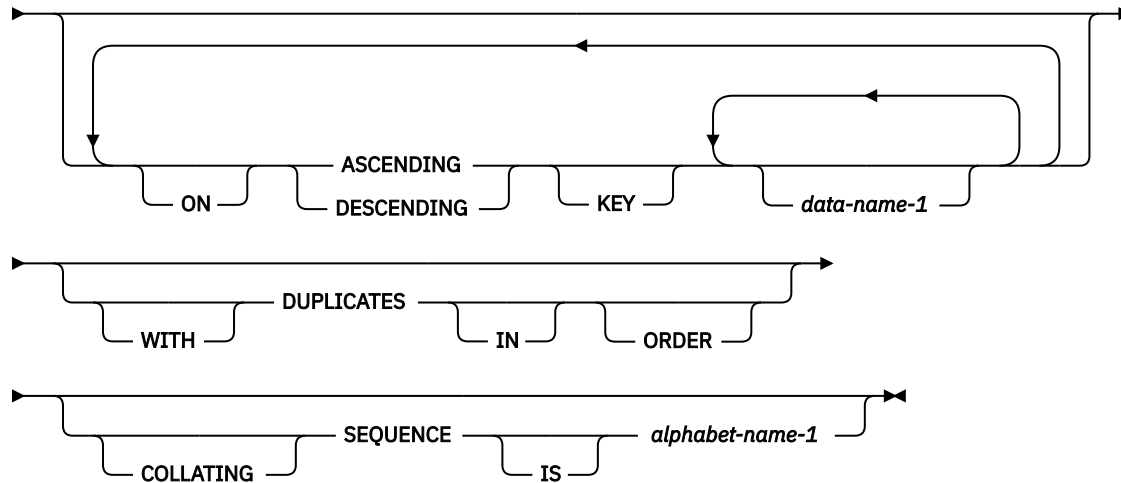 ASCENDING
ON DESCENDING KEY data-name-1
DUPLICATES
WITH IN ORDER
SEQUENCE alphabet-name-1
COLLATING IS